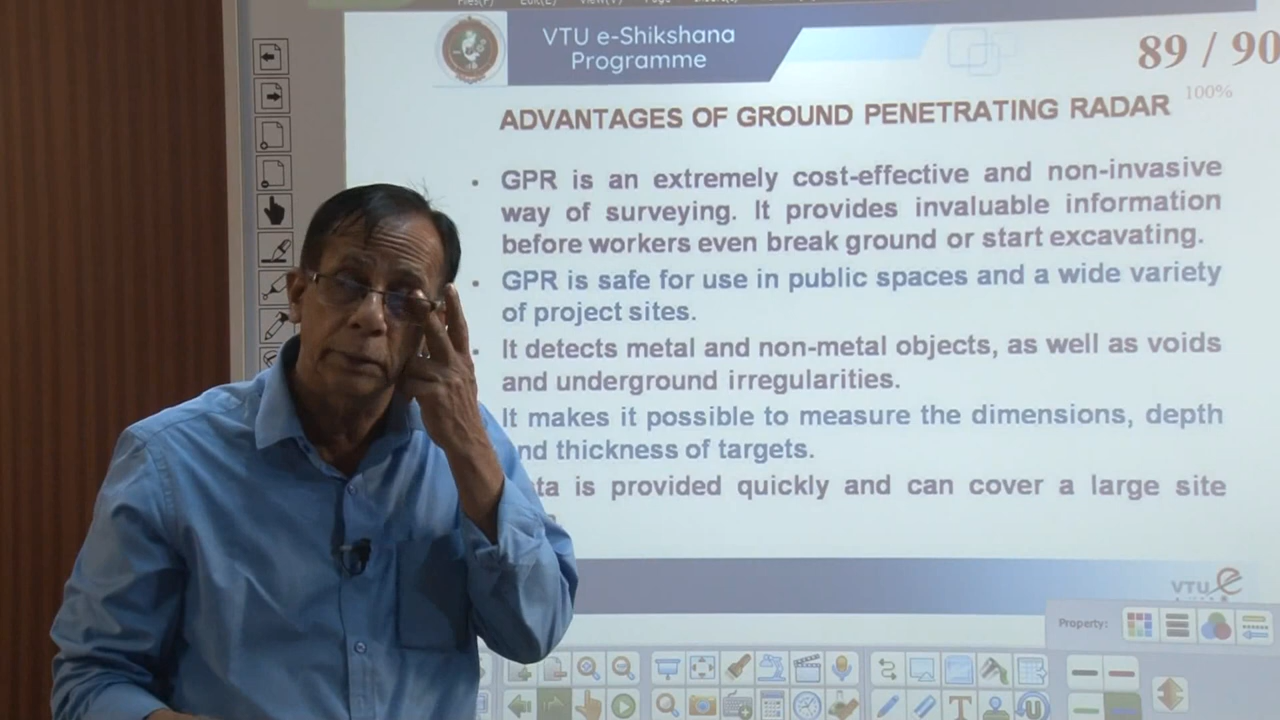 Page
VTU e-Shikshana
Programme
89 / 90
100%
ADVANTAGES OF GROUND PENETRATING RADAR
• GPR is an extremely cost-effective and non-invasive
way of surveying. It provides invaluable information
before workers even break ground or start excavating.
• GPR is safe for use in public spaces and a wide variety
of project sites.
• It detects metal and non-metal objects, as well as voids
and underground irregularities.
It makes it possible to measure the dimensions, depth
nd thickness of targets.
ta is provided quickly and can cover a large site
VTU e
Property: